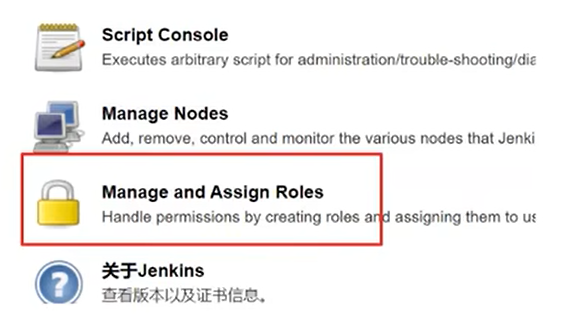 Script Console
Executes arbitrary script for administration/trouble-shooting/dia
Manage Nodes
Add, remove, control and monitor the various nodes that Jenki
Manage and Assign Roles
Handle permissions by creating roles and assigning them to us
关于Jenkins
查看版本以及证书信息。